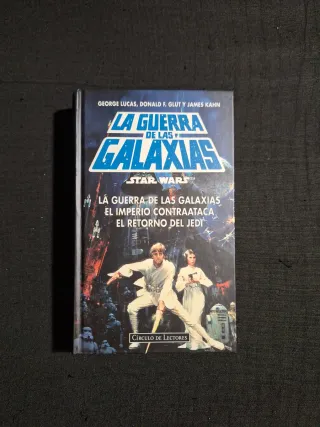 GEORGE LUCAS, DONALD F. GLUT Y JAMES KAHN
LA GUERRA
DE LAS
GALAXIAS
STAR WARS
LA GUERRA DE LAS GALAXIAS
EL IMPERIO CONTRAATACA
EL RETORNO DEL JEDI
CÍRCULO DE LECTORES